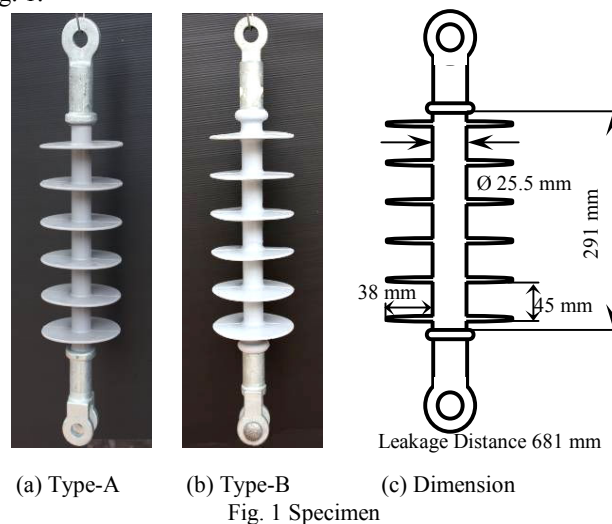 g. 1.
Ø 25.5 mm
291 mm
38 mm
45 mm
Leakage Distance 681 mm
(a) Type-A (b) Type-B (c) Dimension
Fig. 1 Specimen